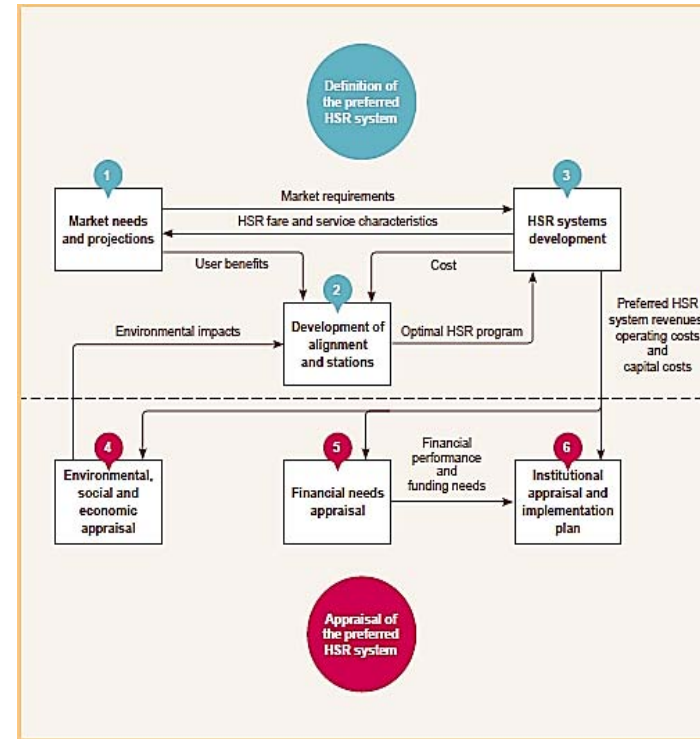 Definition of
the preferred
HSR system
1
Market needs
and projections
Market requirements
HSR fare and service characteristics
3
HSR systems
development
User benefits
Cost
2
Development of
alignment
and stations
Environmental impacts
Optimal HSR program
Preferred HSR
system revenues,
operating costs
and
capital costs
4
Environmental,
social and
economic
appraisal
5
Financial needs
appraisal
Financial
performance
and
funding needs
6
Institutional
appraisal and
implementation
plan
Appraisal of
the preferred
HSR system